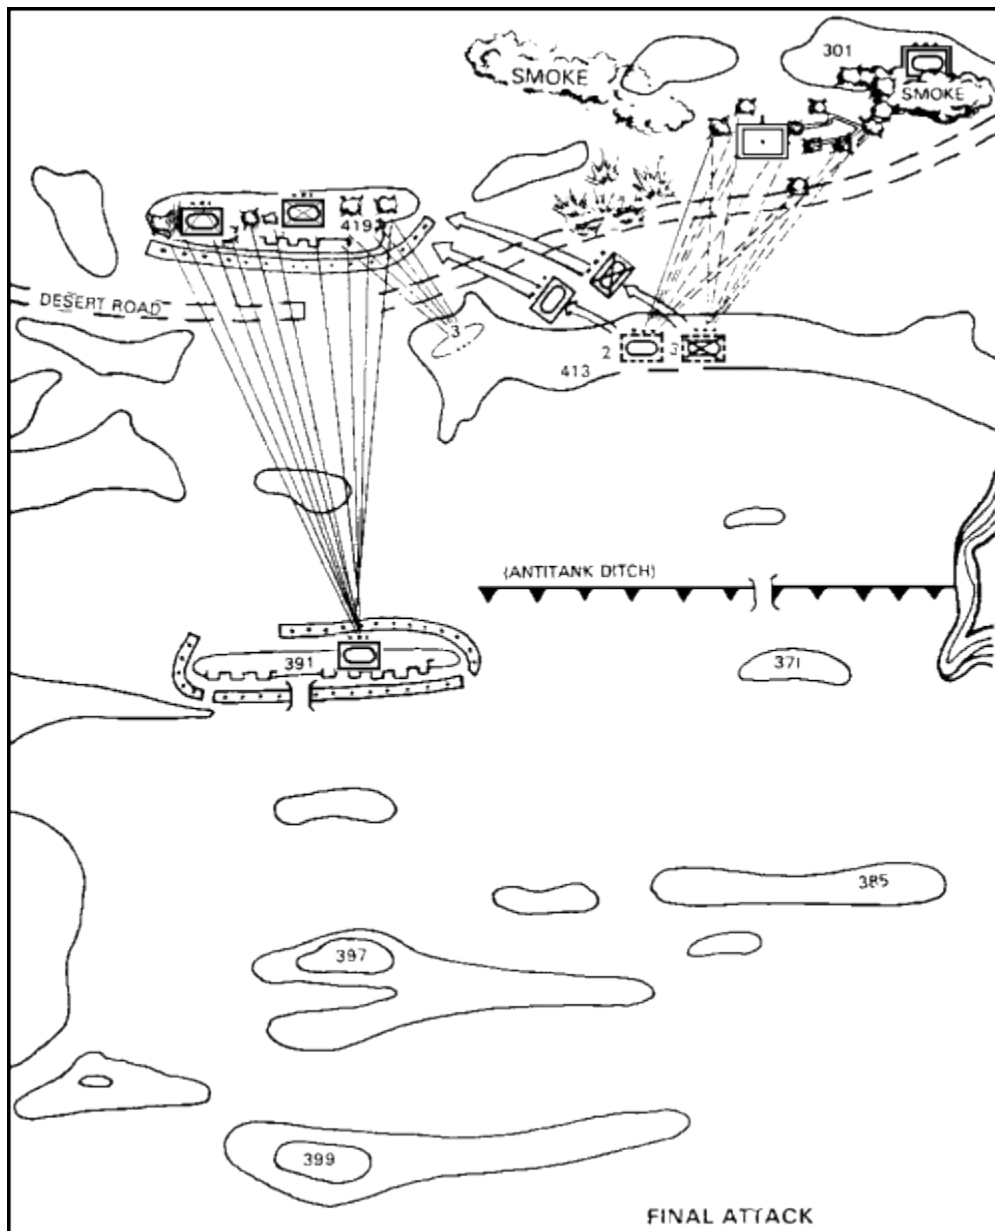 301
SMOKE
SMOKE
419
DESERT ROAD
3
2
3
413
(ANTITANK DITCH)
391
371
385
397
399
FINAL ATTACK